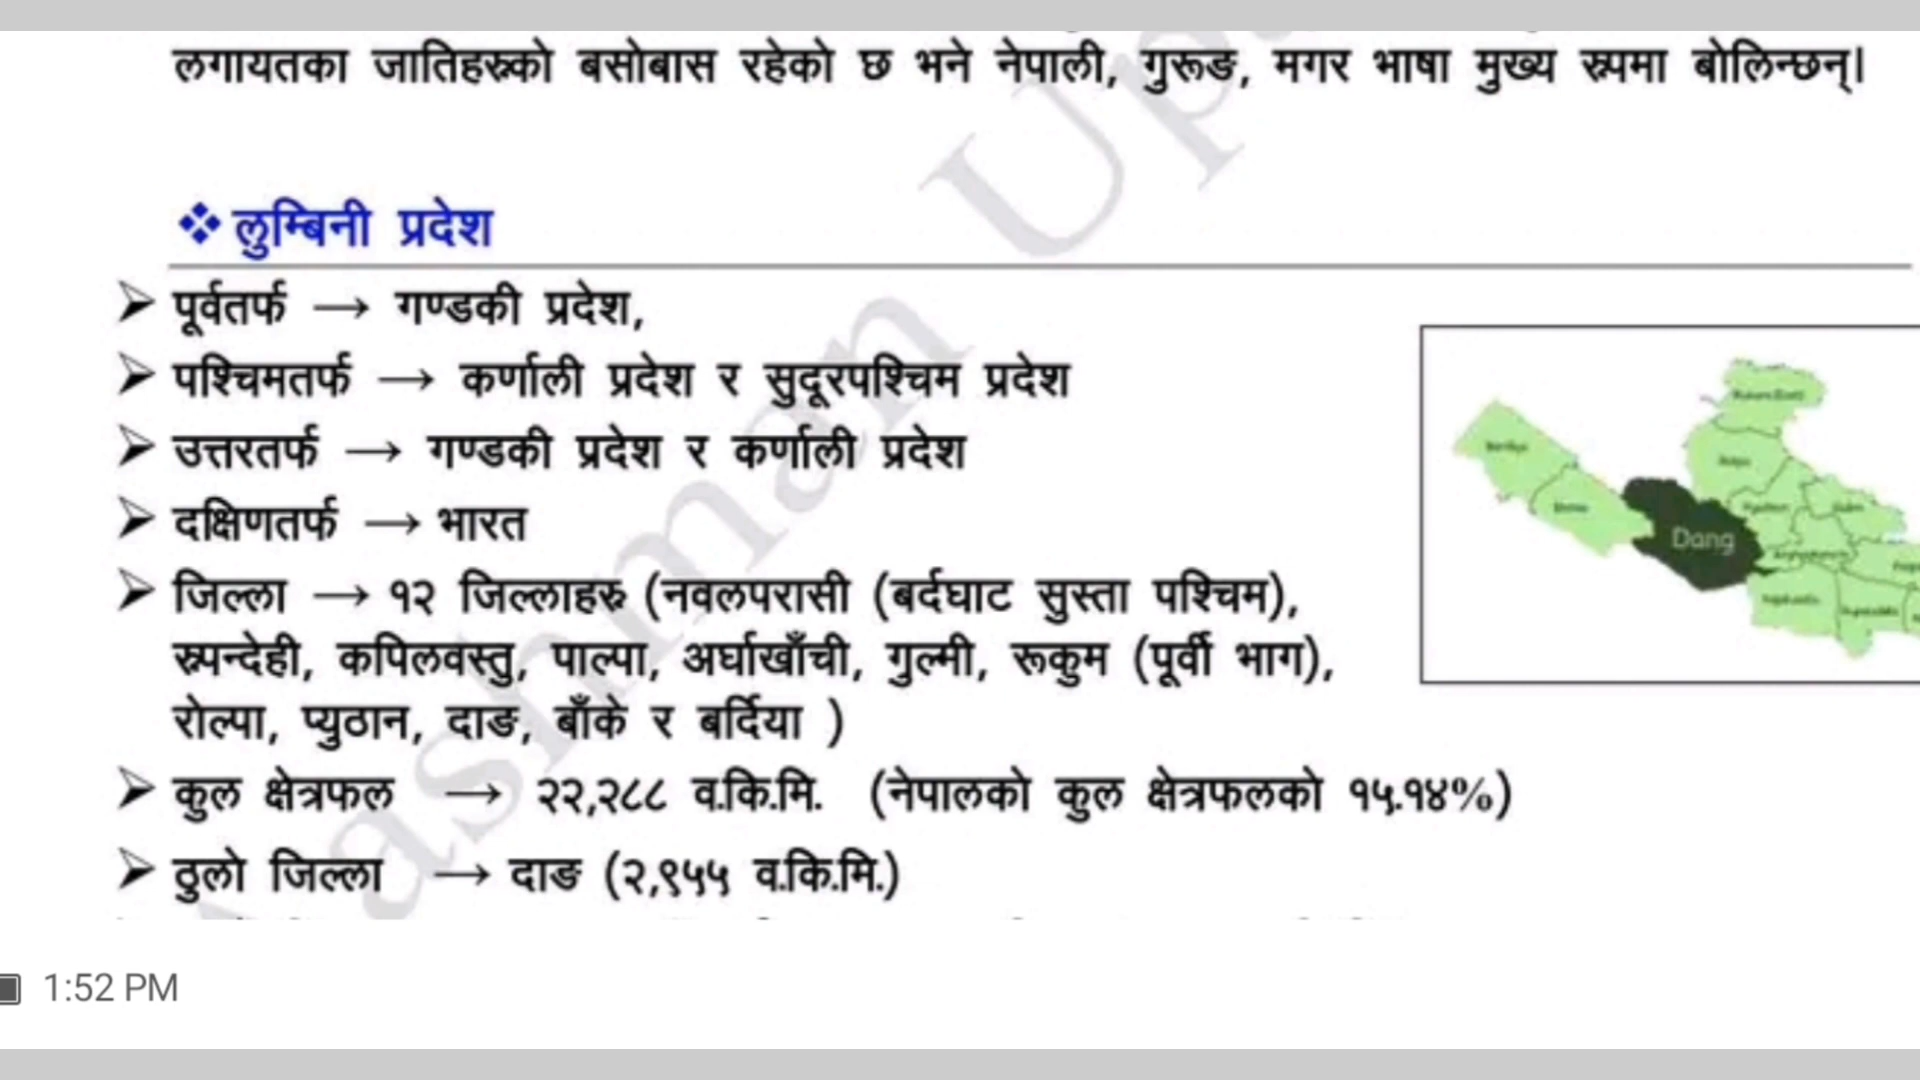 लगायतका जातिहरुको बसोबास रहेको छ भने नेपाली, गुरूङ, मगर भाषा मुख्य रुपमा बोलिन्छन्।
❖ लुम्बिनी प्रदेश
➢ पूर्वतर्फ → गण्डकी प्रदेश,
➢ पश्चिमतर्फ → कर्णाली प्रदेश र सुदूरपश्चिम प्रदेश
➢ उत्तरतर्फ → गण्डकी प्रदेश र कर्णाली प्रदेश
➢ दक्षिणतर्फ → भारत
➢ जिल्ला → १२ जिल्लाहरु (नवलपरासी (बर्दघाट सुस्ता पश्चिम),
रुपन्देही, कपिलवस्तु, पाल्पा, अर्घाखाँची, गुल्मी, रूकुम (पूर्वी भाग),
रोल्पा, प्युठान, दाङ, बाँके र बर्दिया )
Dang
➢ कुल क्षेत्रफल → २२,२८८ व.कि.मि. (नेपालको कुल क्षेत्रफलको १५.१४%)
➢ ठुलो जिल्ला → दाङ (२,९५५ व.कि.मि.)
1:52 PM